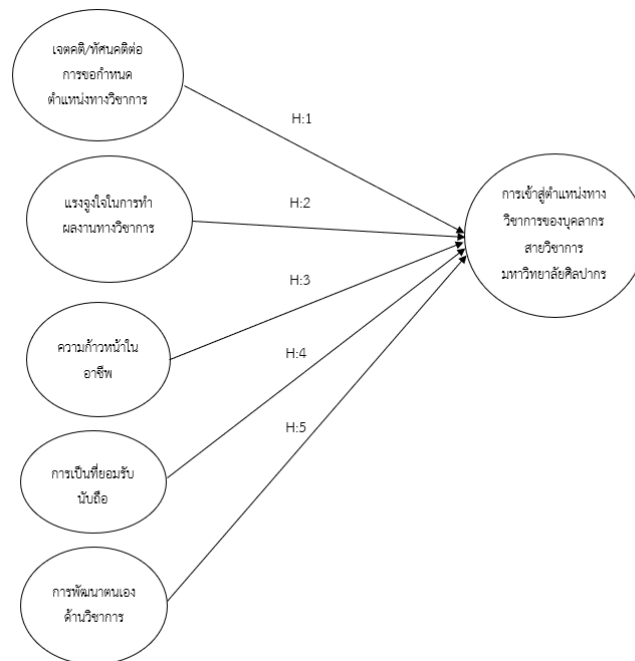 เจตคติ/ทัศนคติต่อ
การขอกำหนด
ตำแหน่งทางวิชาการ
H:1
แรงจูงใจในการทำ
ผลงานทางวิชาการ
H:2
การเข้าสู่ตำแหน่งทาง
วิชาการของบุคลากร
สายวิชาการ
มหาวิทยาลัยศิลปากร
H:3
ความก้าวหน้าใน
อาชีพ
H:4
การเป็นที่ยอมรับ
นับถือ
H:5
การพัฒนาตนเอง
ด้านวิชาการ